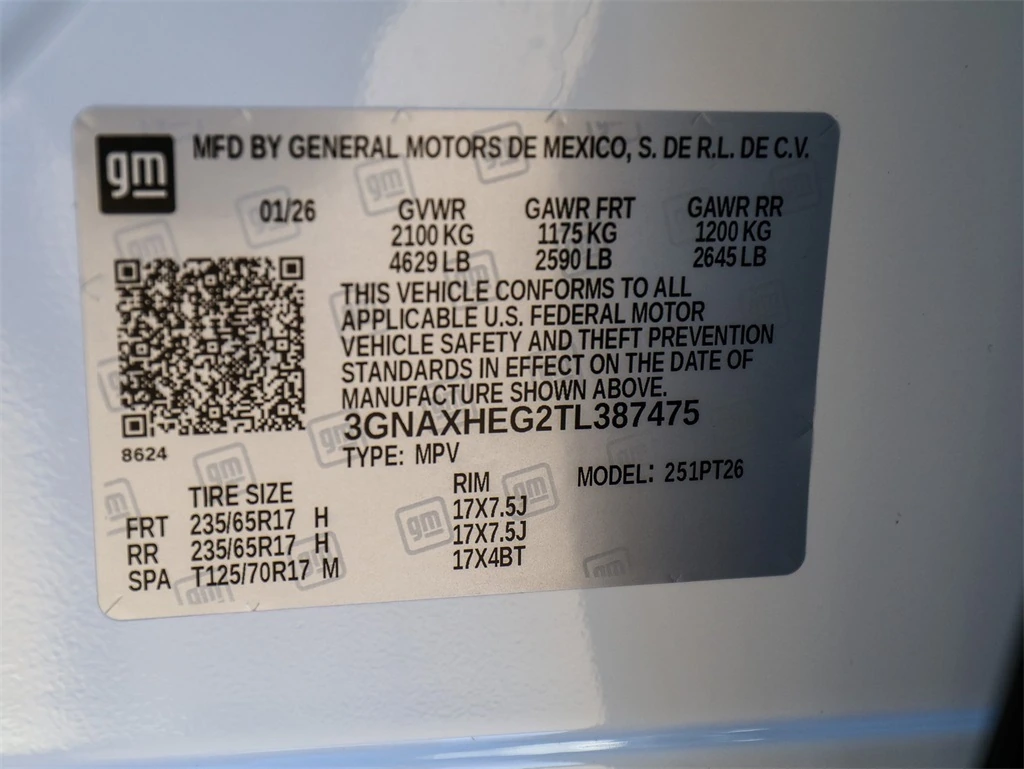 gm MFD BY GENERAL MOTORS DE MEXICO, S. DE R.L. DE C.V.
01/26 GVWR GAWR FRT GAWR RR
2100 KG 1175 KG 1200 KG
4629 LB 2590 LB 2645 LB
THIS VEHICLE CONFORMS TO ALL
APPLICABLE U.S. FEDERAL MOTOR
VEHICLE SAFETY AND THEFT PREVENTION
STANDARDS IN EFFECT ON THE DATE OF
MANUFACTURE SHOWN ABOVE.
3GNAXHEG2TL387475
8624
TYPE: MPV
MODEL: 251PT26
TIRE SIZE RIM
FRT 235/65R17 H 17X7.5J
RR 235/65R17 H 17X7.5J
SPA T125/70R17 M 17X4BT